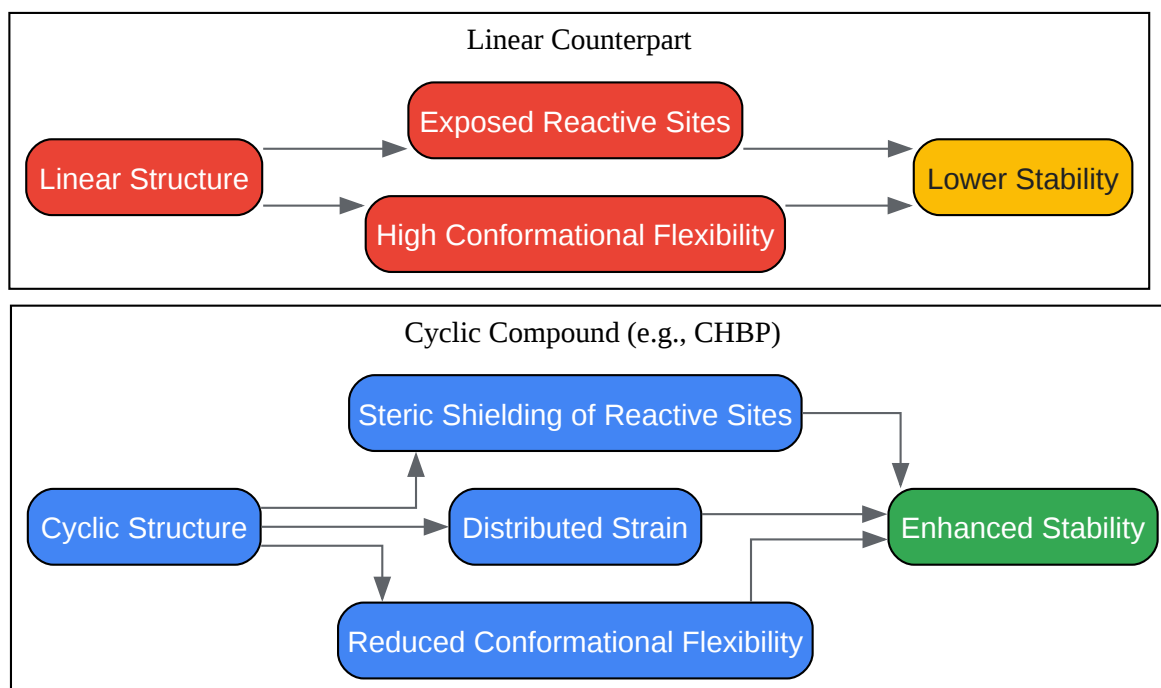 Linear Counterpart
Exposed Reactive Sites
Linear Structure
Lower Stability
High Conformational Flexibility
Cyclic Compound (e.g., CHBP)
Steric Shielding of Reactive Sites
Cyclic Structure
Distributed Strain
Enhanced Stability
Reduced Conformational Flexibility